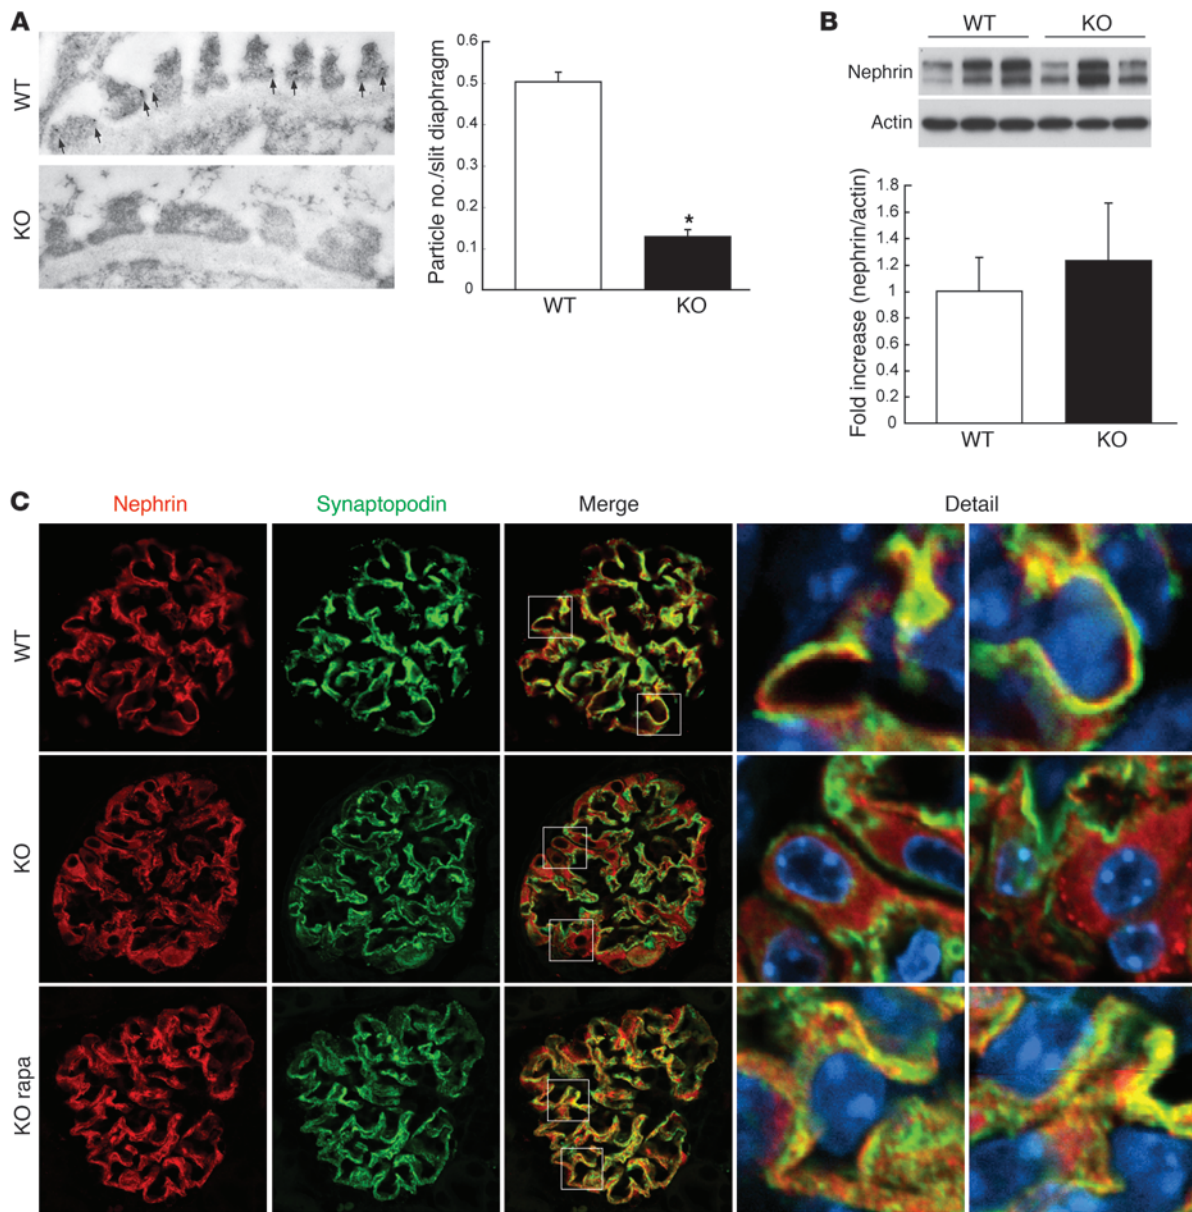 A
WT
KO
Particle no./slit diaphragm
0.6
0.5
0.4
0.3
0.2
0.1
0
*
WT
KO
B
WT
KO
Nephrin
Actin
Fold increase (nephrin/actin)
1.8
1.6
1.4
1.2
1
0.8
0.6
0.4
0.2
0
WT
KO
C
Nephrin
Synaptopodin
Merge
Detail
WT
KO
KO rapa